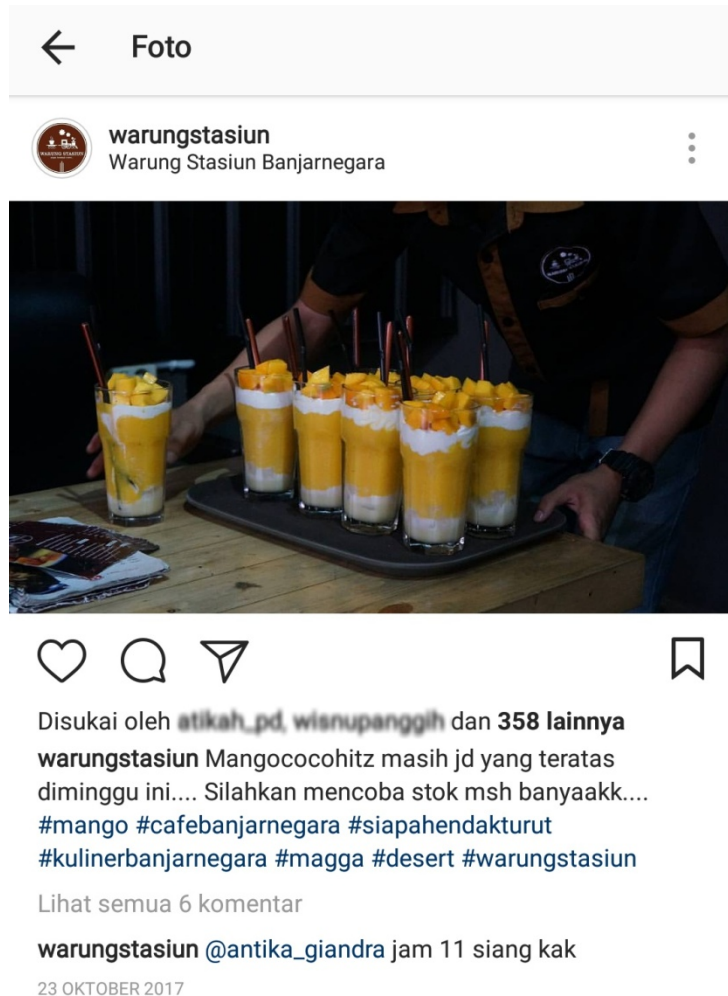 Foto
warungstasiun
Warung Stasiun Banjarnegara
Disukai oleh atikah_pd, wisnupanggih dan 358 lainnya
warungstasiun Mangococohitz masih jd yang teratas
diminggu ini.... Silahkan mencoba stok msh banyaakk....
#mango #cafebanjarnegara #siapahendakturut
#kulinerbanjarnegara #magga #desert #warungstasiun
Lihat semua 6 komentar
warungstasiun @antika_giandra jam 11 siang kak
23 OKTOBER 2017